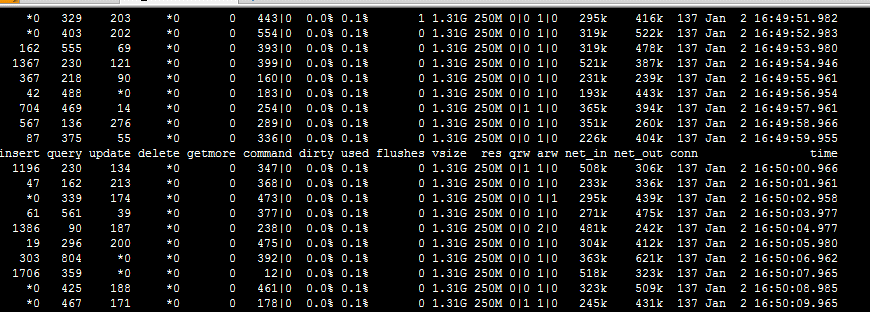 *0 329 203 *0 0 443|0 0.0% 0.1% 1 1.31G 250M 0|0 1|0 295k 416k 137 Jan 2 16:49:51.982
*0 403 202 *0 0 554|0 0.0% 0.1% 0 1.31G 250M 0|0 1|0 319k 522k 137 Jan 2 16:49:52.983
162 555 69 *0 0 393|0 0.0% 0.1% 0 1.31G 250M 0|0 1|0 319k 478k 137 Jan 2 16:49:53.980
1367 230 121 *0 0 399|0 0.0% 0.1% 0 1.31G 250M 0|0 1|0 521k 387k 137 Jan 2 16:49:54.946
367 218 90 *0 0 160|0 0.0% 0.1% 0 1.31G 250M 0|0 1|0 231k 239k 137 Jan 2 16:49:55.961
42 488 *0 *0 0 183|0 0.0% 0.1% 0 1.31G 250M 0|0 1|0 193k 443k 137 Jan 2 16:49:56.954
704 469 14 *0 0 254|0 0.0% 0.1% 0 1.31G 250M 0|1 1|0 365k 394k 137 Jan 2 16:49:57.961
567 136 276 *0 0 289|0 0.0% 0.1% 0 1.31G 250M 0|0 1|0 351k 260k 137 Jan 2 16:49:58.966
87 375 55 *0 0 336|0 0.0% 0.1% 0 1.31G 250M 0|0 1|0 226k 404k 137 Jan 2 16:49:59.955
insert query update delete getmore command dirty used flushes vsize res qrw arw net_in net_out conn time
1196 230 134 *0 0 347|0 0.0% 0.1% 0 1.31G 250M 0|1 1|0 508k 306k 137 Jan 2 16:50:00.966
47 162 213 *0 0 368|0 0.0% 0.1% 0 1.31G 250M 0|0 1|0 233k 336k 137 Jan 2 16:50:01.961
*0 339 174 *0 0 473|0 0.0% 0.1% 0 1.31G 250M 0|0 1|1 295k 439k 137 Jan 2 16:50:02.958
61 561 39 *0 0 377|0 0.0% 0.1% 0 1.31G 250M 0|0 1|0 271k 475k 137 Jan 2 16:50:03.977
1386 90 187 *0 0 238|0 0.0% 0.1% 0 1.31G 250M 0|0 2|0 481k 242k 137 Jan 2 16:50:04.977
19 296 200 *0 0 475|0 0.0% 0.1% 0 1.31G 250M 0|0 1|0 304k 412k 137 Jan 2 16:50:05.980
303 804 *0 *0 0 392|0 0.0% 0.1% 0 1.31G 250M 0|0 1|0 363k 621k 137 Jan 2 16:50:06.962
1706 359 *0 *0 0 12|0 0.0% 0.1% 0 1.31G 250M 0|1 1|0 518k 323k 137 Jan 2 16:50:07.965
*0 425 188 *0 0 461|0 0.0% 0.1% 0 1.31G 250M 0|0 1|0 323k 509k 137 Jan 2 16:50:08.985
*0 467 171 *0 0 178|0 0.0% 0.1% 0 1.31G 250M 0|1 1|0 245k 431k 137 Jan 2 16:50:09.965